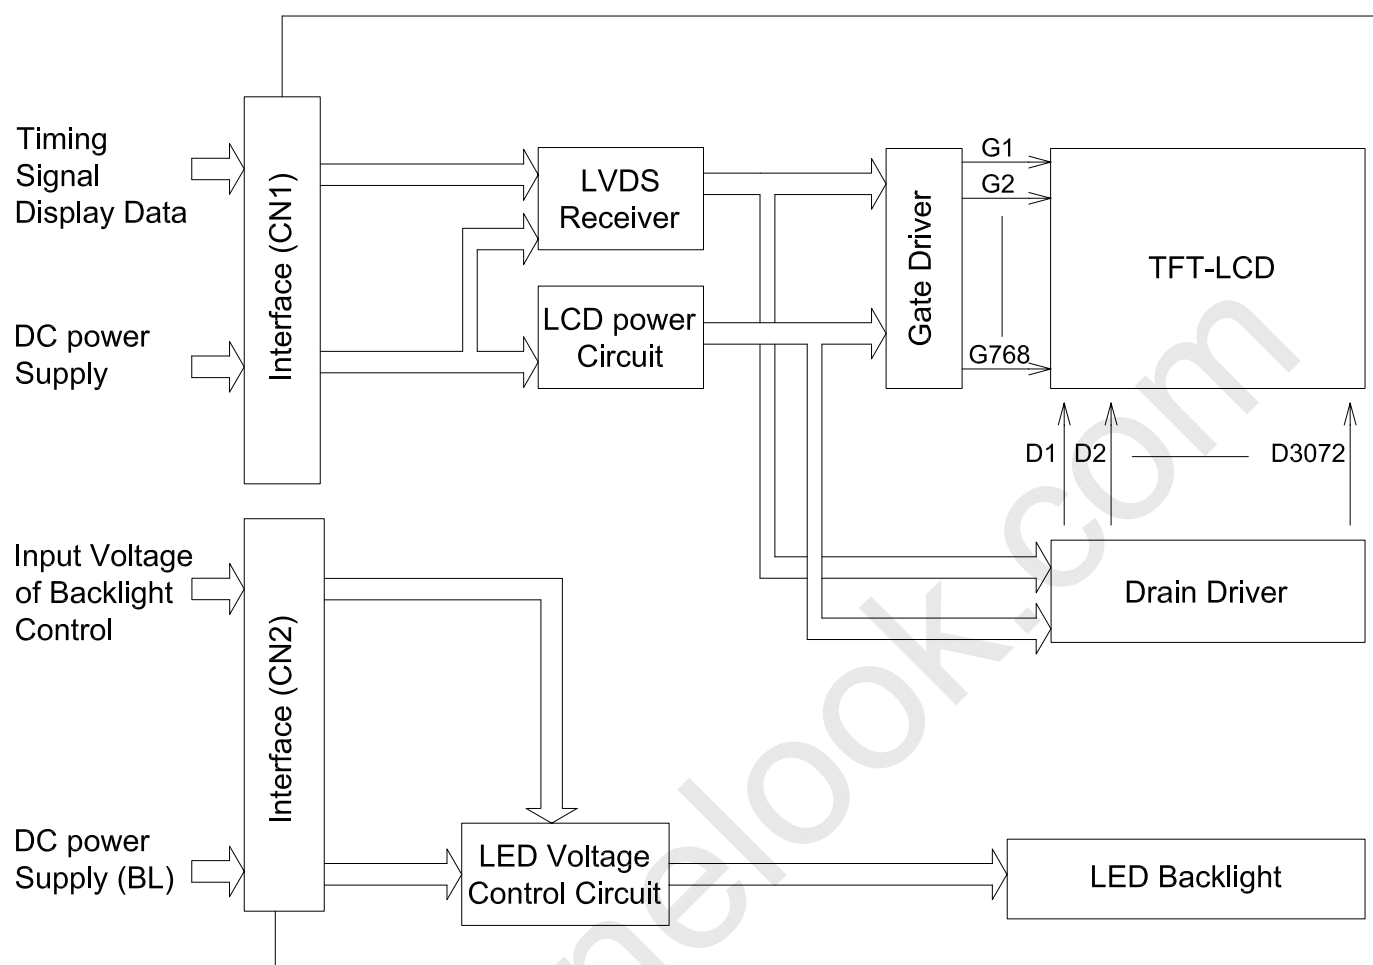 Timing
Signal
Display Data
DC power
Supply
Interface (CN1)
LVDS
Receiver
LCD power
Circuit
Gate Driver
G1
G2
G768
TFT-LCD
D1 D2 D3072
Drain Driver
Input Voltage
of Backlight
Control
DC power
Supply (BL)
Interface (CN2)
LED Voltage
Control Circuit
LED Backlight
nelook.com